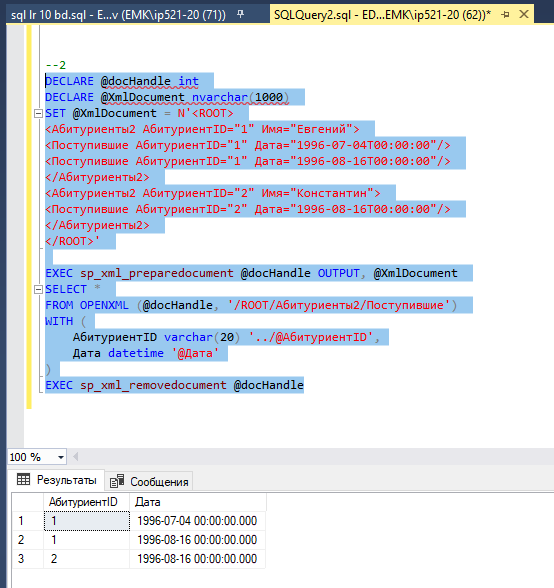 sql lr 10 bd.sql - E...v (EMK\ip521-20 (71))
SQLQuery2.sql - ED...EMK\ip521-20 (62))*
--2
DECLARE @docHandle int
DECLARE @XmlDocument nvarchar(1000)
SET @XmlDocument = N'<ROOT>
<Абитуриенты2 АбитуриентID="1" Имя="Евгений">
<Поступившие АбитуриентID="1" Дата="1996-07-04T00:00:00"/>
<Поступившие АбитуриентID="1" Дата="1996-08-16T00:00:00"/>
</Абитуриенты2>
<Абитуриенты2 АбитуриентID="2" Имя="Константин">
<Поступившие АбитуриентID="2" Дата="1996-08-16T00:00:00"/>
</Абитуриенты2>
</ROOT>'
EXEC sp_xml_preparedocument @docHandle OUTPUT, @XmlDocument
SELECT *
FROM OPENXML (@docHandle, '/ROOT/Абитуриенты2/Поступившие')
WITH (
АбитуриентID varchar(20) '../@АбитуриентID',
Дата datetime '@Дата'
)
EXEC sp_xml_removedocument @docHandle
100 %
Результаты Сообщения
АбитуриентID Дата
1 1 1996-07-04 00:00:00.000
2 1 1996-08-16 00:00:00.000
3 2 1996-08-16 00:00:00.000